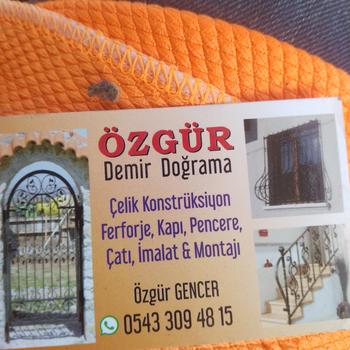 ÖZGÜR
Demir Doğrama
Çelik Konstrüksiyon
Ferforje, Kapı, Pencere,
Çatı, İmalat & Montajı
Özgür GENCER
0543 309 48 15